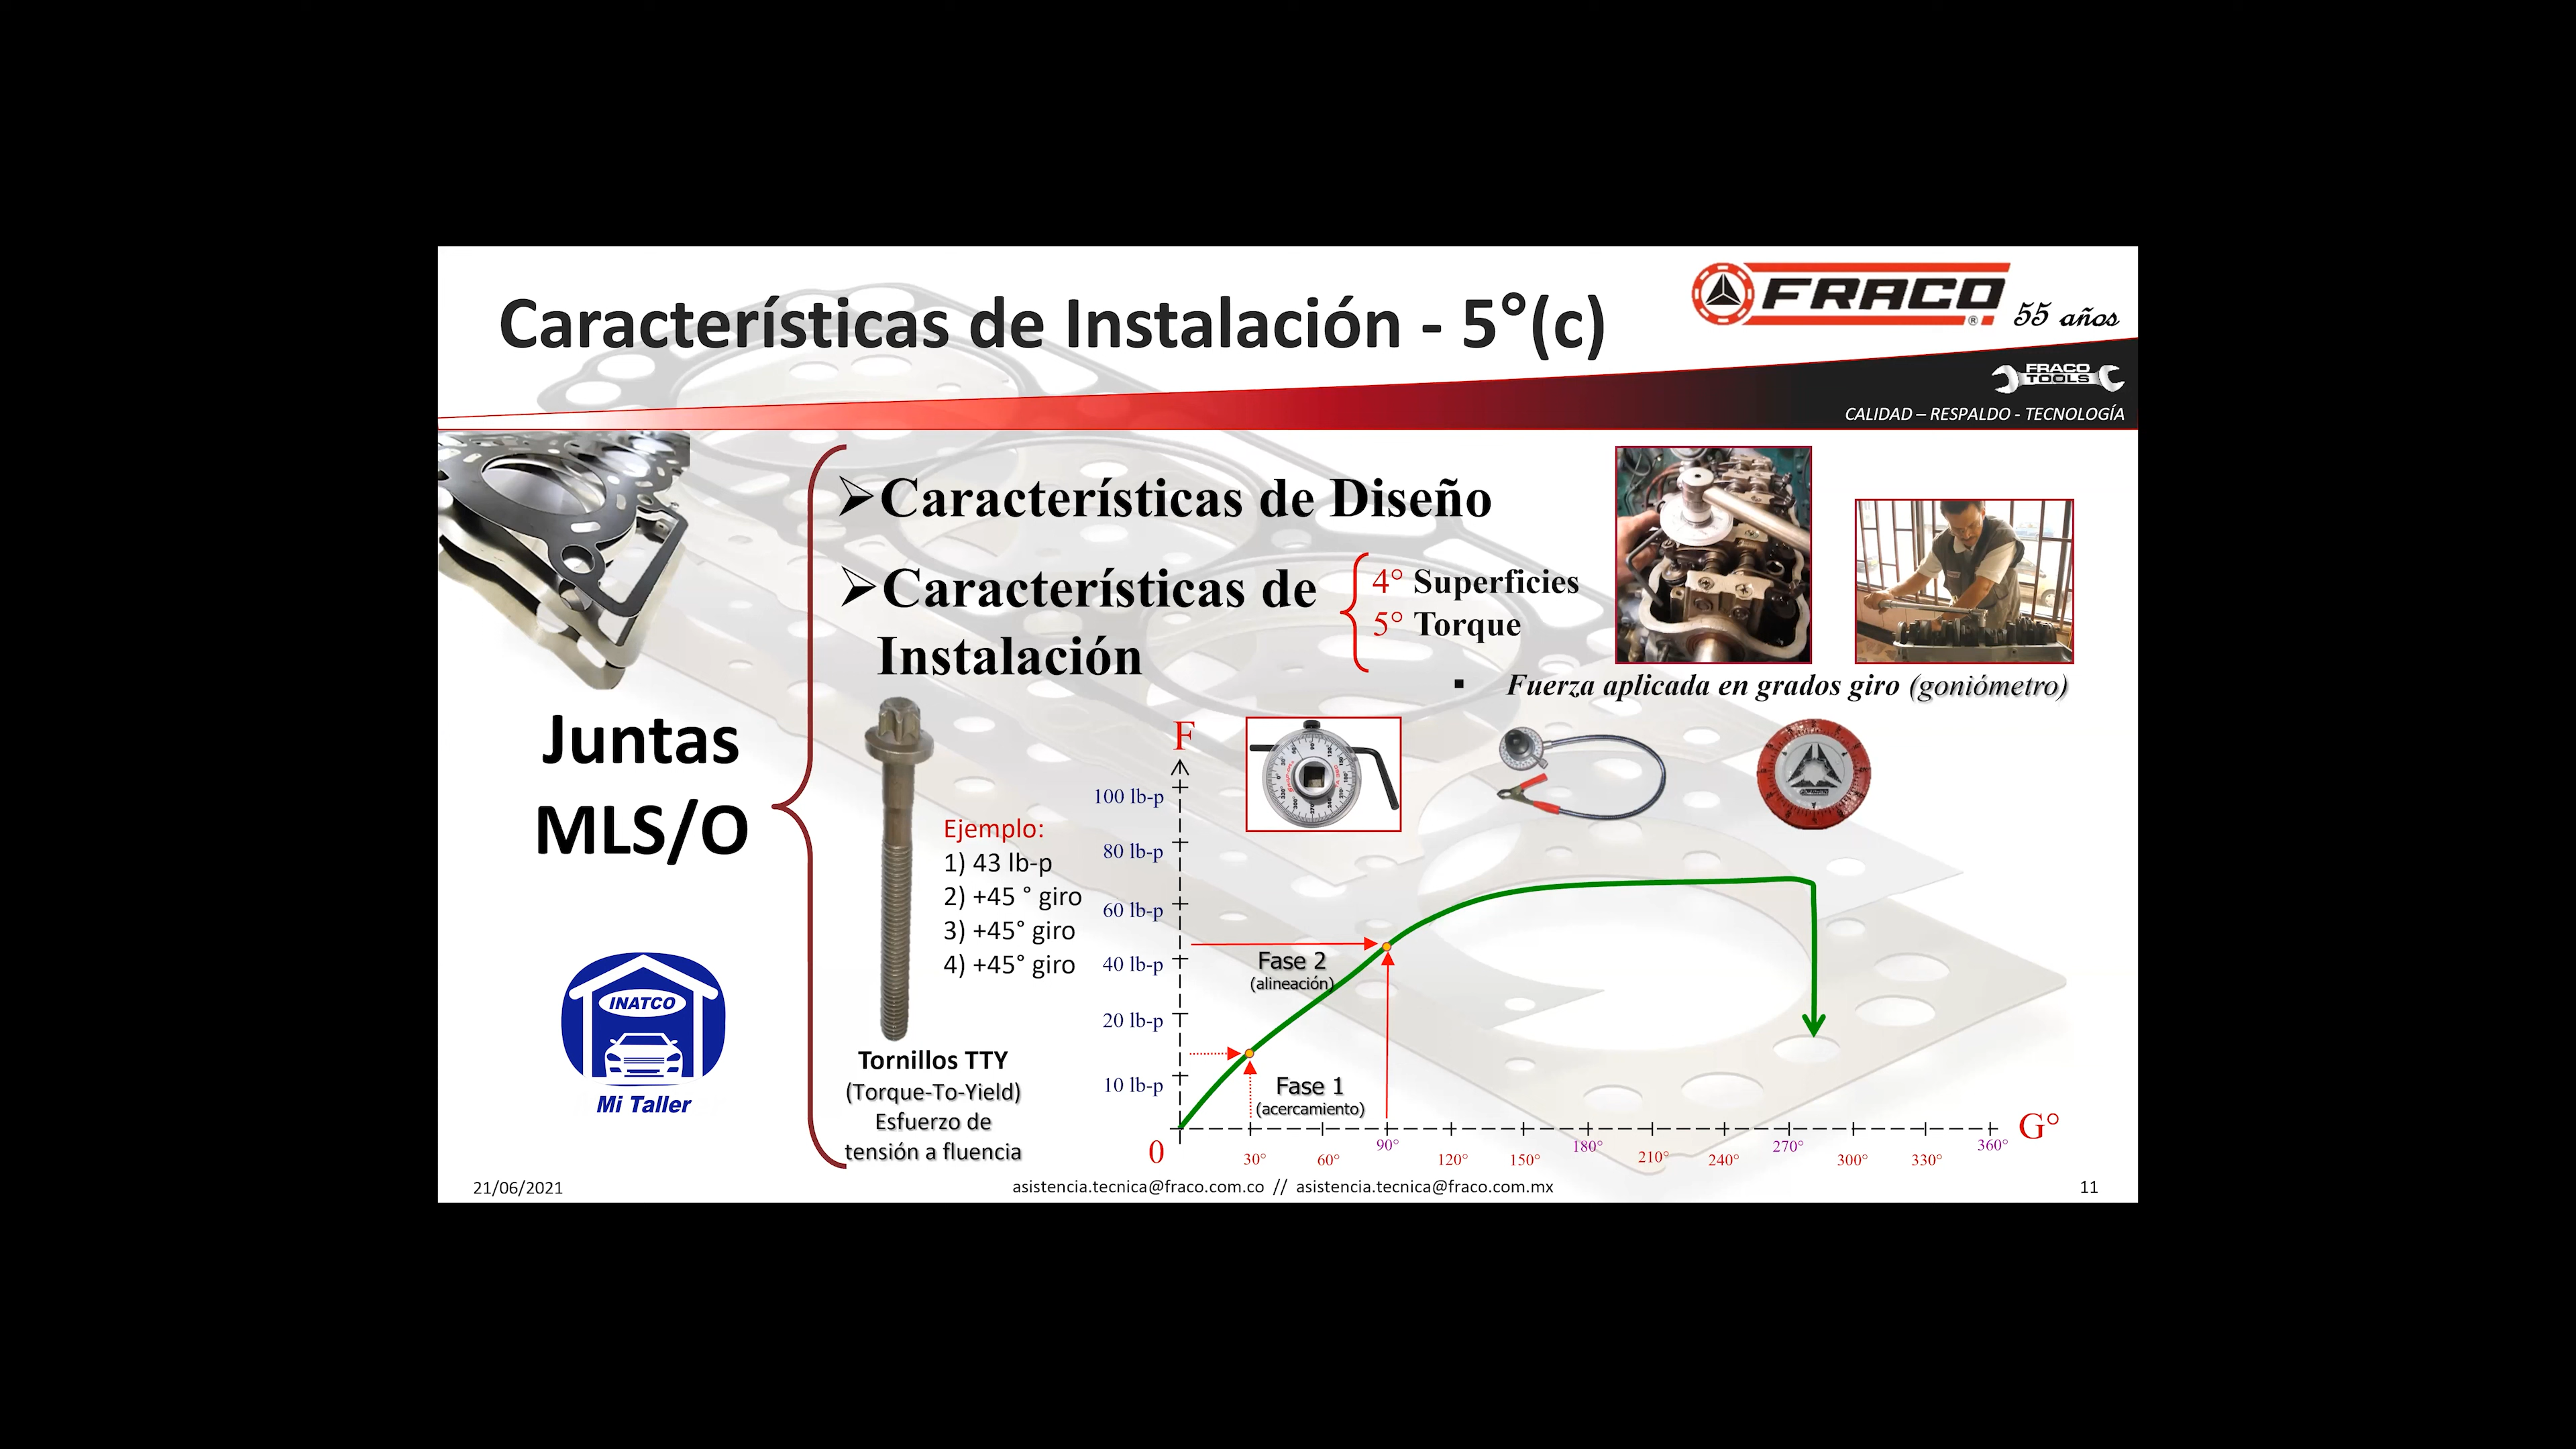 Características de Instalación - 5°(c)
FRACO
®
55 años
FRACO
TOOLS
CALIDAD – RESPALDO - TECNOLOGÍA
➢Características de Diseño
➢Características de
Instalación
4° Superficies
5° Torque
▪ Fuerza aplicada en grados giro (goniómetro)
Juntas
MLS/O
INATCO
Mi Taller
Ejemplo:
1) 43 lb-p
2) +45 ° giro
3) +45° giro
4) +45° giro
Tornillos TTY
(Torque-To-Yield)
Esfuerzo de
tensión a fluencia
F
100 lb-p
80 lb-p
60 lb-p
40 lb-p
20 lb-p
10 lb-p
0
Fase 2
(alineación)
Fase 1
(acercamiento)
30°
60°
90°
120°
150°
180°
210°
240°
270°
300°
330°
360°
G°
21/06/2021
asistencia.tecnica@fraco.com.co // asistencia.tecnica@fraco.com.mx
11